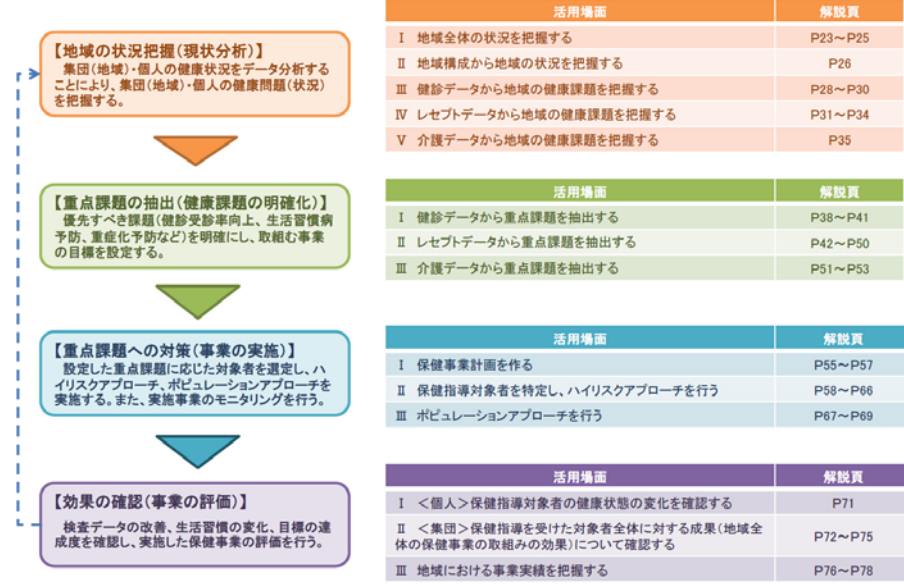 【地域の状況把握(現状分析)】
集団(地域)・個人の健康状況をデータ分析する
ことにより、集団(地域)・個人の健康問題(状況)
を把握する。
活用場面 解説頁
Ⅰ 地域全体の状況を把握する P23～P25
Ⅱ 地域構成から地域の状況を把握する P26
Ⅲ 健診データから地域の健康課題を把握する P28～P30
Ⅳ レセプトデータから地域の健康課題を把握する P31～P34
Ⅴ 介護データから地域の健康課題を把握する P35
【重点課題の抽出(健康課題の明確化)】
優先すべき課題(健診受診率向上、生活習慣病
予防、重症化予防など)を明確にし、取組む事業
の目標を設定する。
活用場面 解説頁
Ⅰ 健診データから重点課題を抽出する P38～P41
Ⅱ レセプトデータから重点課題を抽出する P42～P50
Ⅲ 介護データから重点課題を抽出する P51～P53
【重点課題への対策(事業の実施)】
設定した重点課題に応じた対象者を選定し、ハ
イリスクアプローチ、ポピュレーションアプローチを
実施する。また、実施事業のモニタリングを行う。
活用場面 解説頁
Ⅰ 保健事業計画を作る P55～P57
Ⅱ 保健指導対象者を特定し、ハイリスクアプローチを行う P58～P66
Ⅲ ポピュレーションアプローチを行う P67～P69
【効果の確認(事業の評価)】
検査データの改善、生活習慣の変化、目標の達
成度を確認し、実施した保健事業の評価を行う。
活用場面 解説頁
Ⅰ ＜個人＞保健指導対象者の健康状態の変化を確認する P71
Ⅱ ＜集団＞保健指導を受けた対象者全体に対する成果(地域全
体の保健事業の取組みの効果)について確認する P72～P75
Ⅲ 地域における事業実績を把握する P76～P78